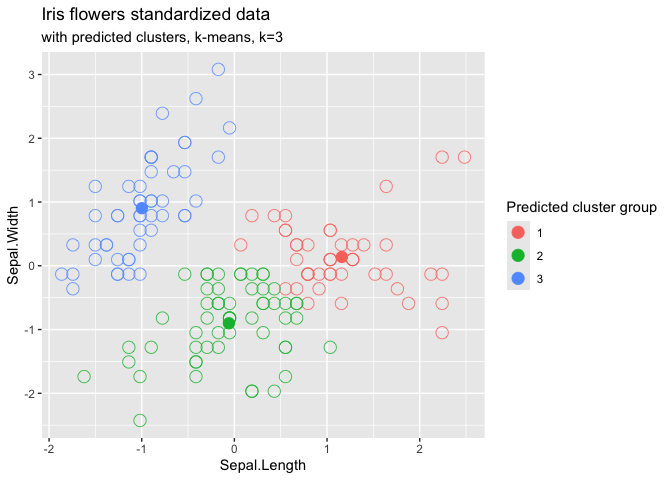 Iris flowers standardized data
with predicted clusters, k-means, k=3
3
2
1
0
-1
-2
Sepal.Width
-2
-1
0
1
2
Sepal.Length
Predicted cluster group
1
2
3